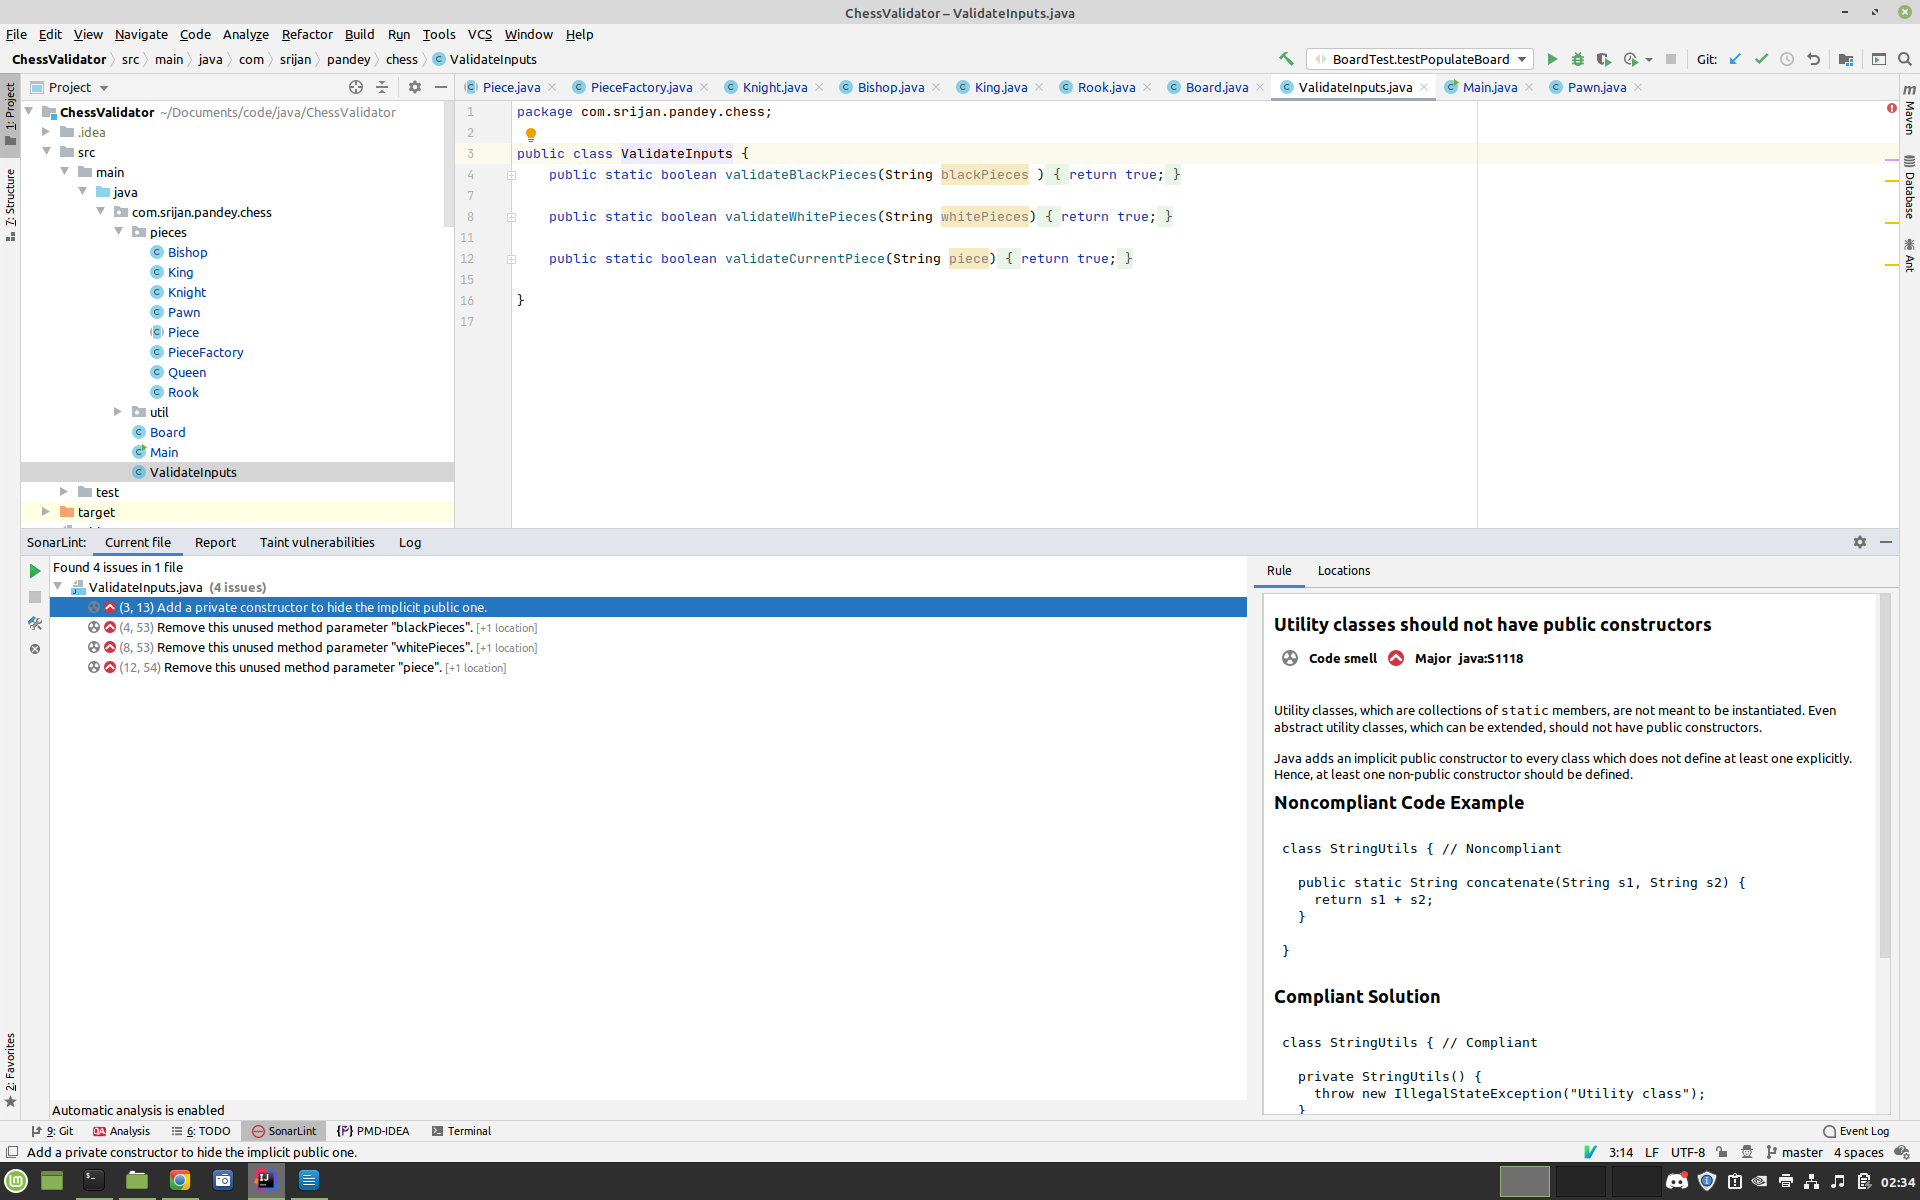 ChessValidator – ValidateInputs.java
File Edit View Navigate Code Analyze Refactor Build Run Tools VCS Window Help
ChessValidator src main java com srijan pandey chess ValidateInputs
BoardTest.testPopulateBoard Git:
1: Project
7: Structure
2: Favorites
Project
Piece.java PieceFactory.java Knight.java Bishop.java King.java Rook.java Board.java ValidateInputs.java Main.java Pawn.java
Maven
Database
Ant
ChessValidator ~/Documents/code/java/ChessValidator
.idea
src
main
java
com.srijan.pandey.chess
pieces
Bishop
King
Knight
Pawn
Piece
PieceFactory
Queen
Rook
util
Board
Main
ValidateInputs
test
target
1 package com.srijan.pandey.chess;
2
3 public class ValidateInputs {
4 public static boolean validateBlackPieces(String blackPieces ) { return true; }
7
8 public static boolean validateWhitePieces(String whitePieces) { return true; }
11
12 public static boolean validateCurrentPiece(String piece) { return true; }
15
16 }
17
SonarLint: Current file Report Taint vulnerabilities Log
Found 4 issues in 1 file
ValidateInputs.java (4 issues)
(3, 13) Add a private constructor to hide the implicit public one.
(4, 53) Remove this unused method parameter "blackPieces". [+1 location]
(8, 53) Remove this unused method parameter "whitePieces". [+1 location]
(12, 54) Remove this unused method parameter "piece". [+1 location]
Automatic analysis is enabled
Rule Locations
Utility classes should not have public constructors
Code smell Major java:S1118
Utility classes, which are collections of static members, are not meant to be instantiated. Even
abstract utility classes, which can be extended, should not have public constructors.
Java adds an implicit public constructor to every class which does not define at least one explicitly.
Hence, at least one non-public constructor should be defined.
Noncompliant Code Example
class StringUtils { // Noncompliant
public static String concatenate(String s1, String s2) {
return s1 + s2;
}
}
Compliant Solution
class StringUtils { // Compliant
private StringUtils() {
throw new IllegalStateException("Utility class");
}
9: Git Analysis 6: TODO SonarLint PMD-IDEA Terminal Event Log
Add a private constructor to hide the implicit public one. 3:14 LF UTF-8 master 4 spaces
02:34